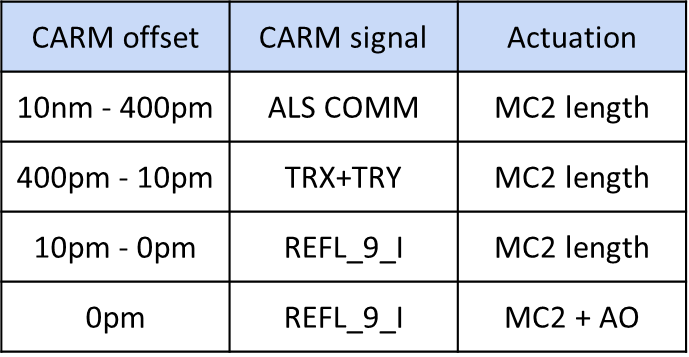 CARM offset CARM signal Actuation
10nm - 400pm ALS COMM MC2 length
400pm - 10pm TRX+TRY MC2 length
10pm - 0pm REFL_9_I MC2 length
0pm REFL_9_I MC2 + AO